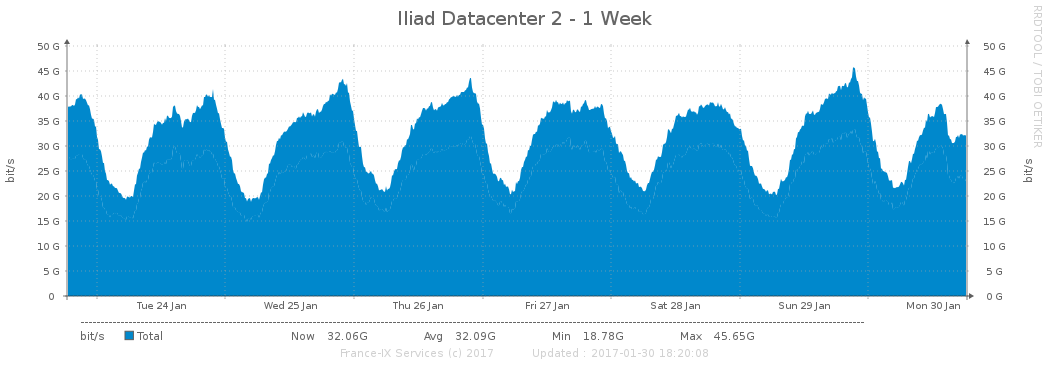 Iliad Datacenter 2 - 1 Week
RRDTOOL / TOBI OETIKER
50 G 50 G
45 G 45 G
40 G 40 G
35 G 35 G
30 G 30 G
25 G 25 G
20 G 20 G
15 G 15 G
10 G 10 G
5 G 5 G
0 0 G
bit/s bit/s
Tue 24 Jan Wed 25 Jan Thu 26 Jan Fri 27 Jan Sat 28 Jan Sun 29 Jan Mon 30 Jan
bit/s Total Now 32.06G Avg 32.09G Min 18.78G Max 45.65G
France-IX Services (c) 2017 Updated : 2017-01-30 18:20:08